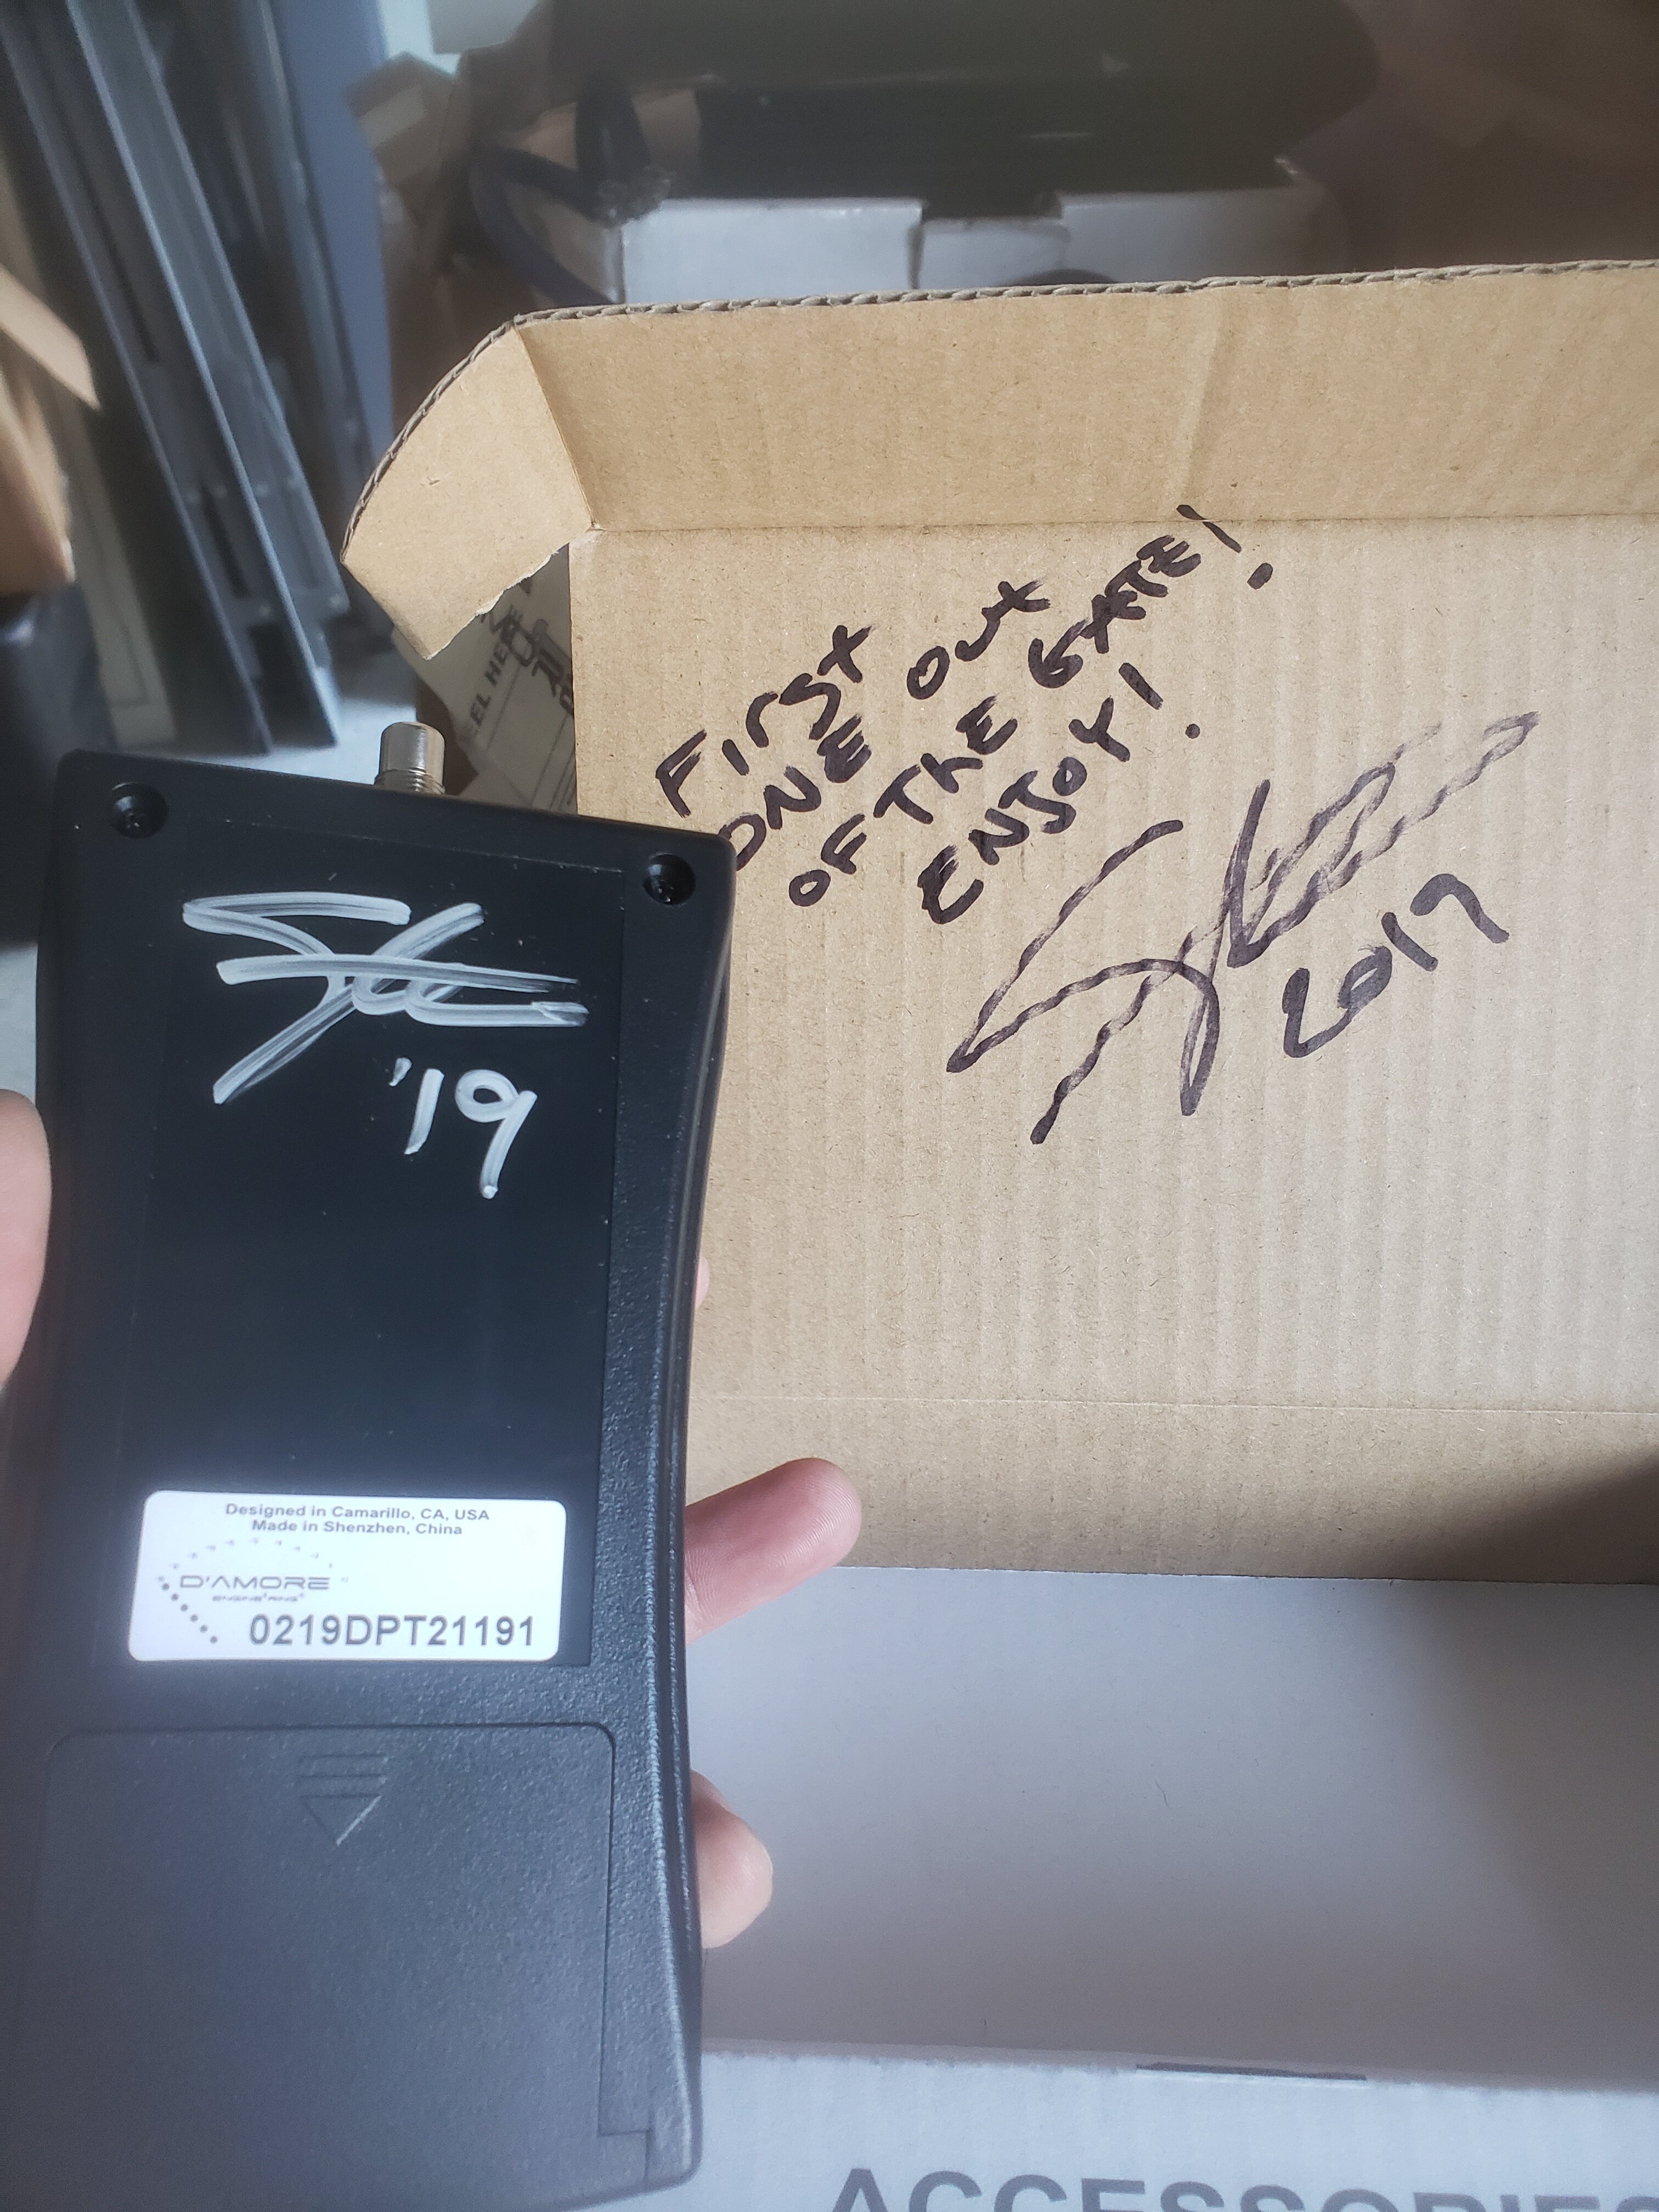 First
ONE Out
OF THE GATE!
ENJOY!
2019
'19
Designed in Camarillo, CA, USA
Made in Shenzhen, China
D'AMORE
ENGINEERING
0219DPT21191
ACCESSORIES